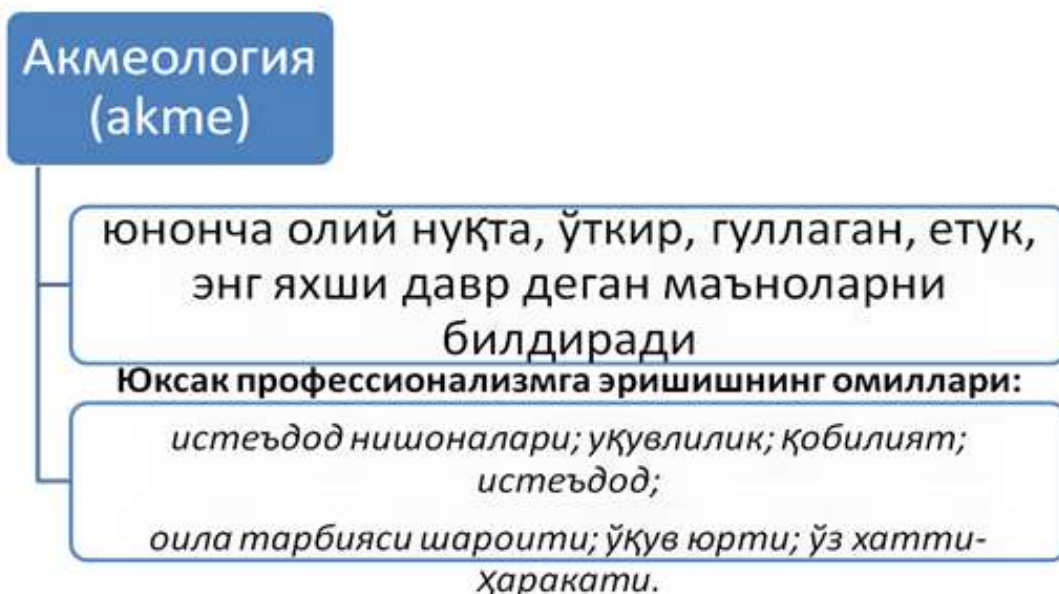 Акмеология
(akme)
юнонча олий нуқта, ўткир, гуллаган, етук,
энг яхши давр деган маъноларни
билдиради
Юксак профессионализмга эришишнинг омиллари:
истеъдод нишоналари; уқувлилик; қобилият;
истеъдод;
оила тарбияси шароити; ўқув юрти; ўз хатти-
ҳаракати.